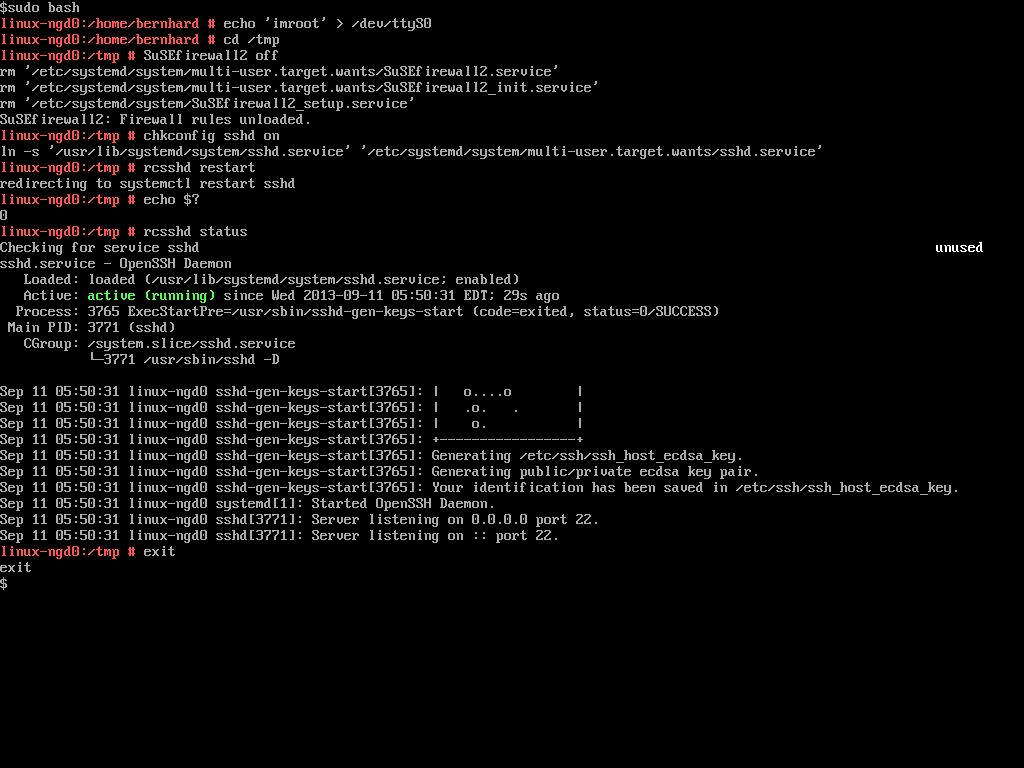 $sudo bash
linux-ngd0:/home/bernhard # echo 'imroot' > /dev/ttyS0
linux-ngd0:/home/bernhard # cd /tmp
linux-ngd0:/tmp # SuSEfirewall2 off
rm '/etc/systemd/system/multi-user.target.wants/SuSEfirewall2.service'
rm '/etc/systemd/system/multi-user.target.wants/SuSEfirewall2_init.service'
rm '/etc/systemd/system/SuSEfirewall2_setup.service'
SuSEfirewall2: Firewall rules unloaded.
linux-ngd0:/tmp # chkconfig sshd on
ln -s '/usr/lib/systemd/system/sshd.service' '/etc/systemd/system/multi-user.target.wants/sshd.service'
linux-ngd0:/tmp # rcsshd restart
redirecting to systemctl restart sshd
linux-ngd0:/tmp # echo $?
0
linux-ngd0:/tmp # rcsshd status
Checking for service sshd unused
sshd.service - OpenSSH Daemon
   Loaded: loaded (/usr/lib/systemd/system/sshd.service; enabled)
   Active: active (running) since Wed 2013-09-11 05:50:31 EDT; 29s ago
  Process: 3765 ExecStartPre=/usr/sbin/sshd-gen-keys-start (code=exited, status=0/SUCCESS)
 Main PID: 3771 (sshd)
   CGroup: /system.slice/sshd.service
           └─3771 /usr/sbin/sshd -D
Sep 11 05:50:31 linux-ngd0 sshd-gen-keys-start[3765]: |   o....o        |
Sep 11 05:50:31 linux-ngd0 sshd-gen-keys-start[3765]: |   .o.   .       |
Sep 11 05:50:31 linux-ngd0 sshd-gen-keys-start[3765]: |    o.           |
Sep 11 05:50:31 linux-ngd0 sshd-gen-keys-start[3765]: +-----------------+
Sep 11 05:50:31 linux-ngd0 sshd-gen-keys-start[3765]: Generating /etc/ssh/ssh_host_ecdsa_key.
Sep 11 05:50:31 linux-ngd0 sshd-gen-keys-start[3765]: Generating public/private ecdsa key pair.
Sep 11 05:50:31 linux-ngd0 sshd-gen-keys-start[3765]: Your identification has been saved in /etc/ssh/ssh_host_ecdsa_key.
Sep 11 05:50:31 linux-ngd0 systemd[1]: Started OpenSSH Daemon.
Sep 11 05:50:31 linux-ngd0 sshd[3771]: Server listening on 0.0.0.0 port 22.
Sep 11 05:50:31 linux-ngd0 sshd[3771]: Server listening on :: port 22.
linux-ngd0:/tmp # exit
exit
$